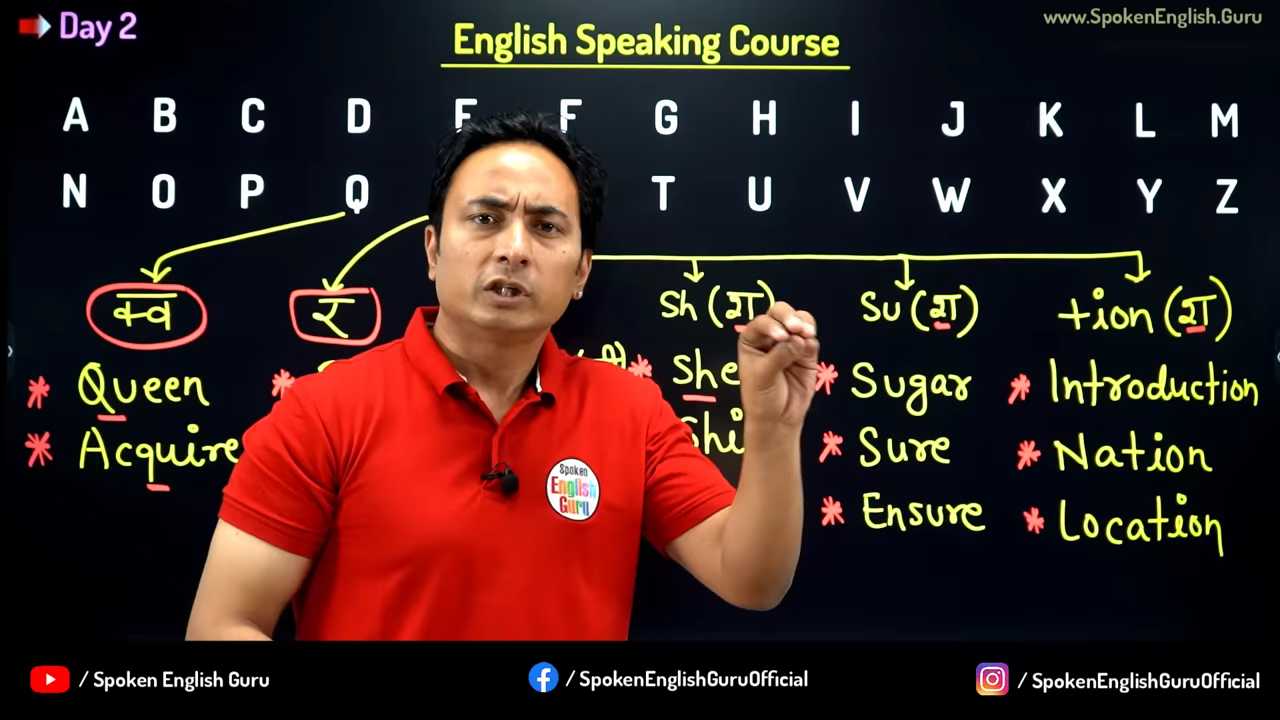 Day 2
www.SpokenEnglish.Guru
English Speaking Course
A B C D E F G H I J K L M
N O P Q T U V W X Y Z
क्व र sh (श) su (श) tion (श)
Queen She Sugar Introduction
Acquire Shi Sure Nation
Ensure Location
Spoken
English
Guru
/ Spoken English Guru
/SpokenEnglishGuruOfficial
/ SpokenEnglishGuruOfficial